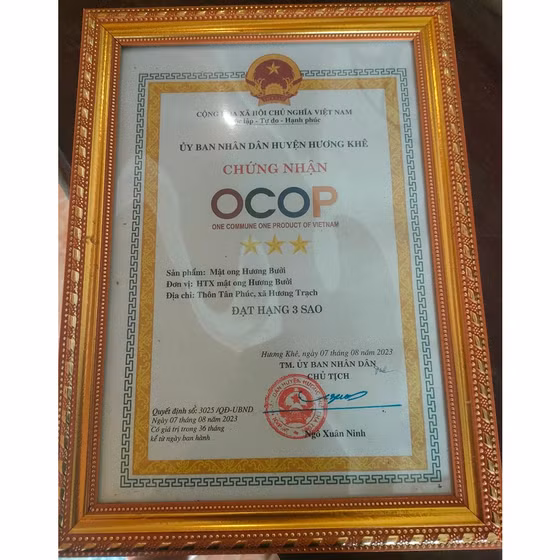 CỘNG HÒA XÃ HỘI CHỦ NGHĨA VIỆT NAM
Độc lập - Tự do - Hạnh phúc
ỦY BAN NHÂN DÂN HUYỆN HƯƠNG KHÊ
CHỨNG NHẬN
OCOP
ONE COMMUNE ONE PRODUCT OF VIETNAM
Sản phẩm: Mật ong Hương Bưởi
Đơn vị: HTX mật ong Hương Bưởi
Địa chỉ: Thôn Tân Phúc, xã Hương Trạch
ĐẠT HẠNG 3 SAO
Hương Khê, ngày 07 tháng 08 năm 2023
TM. ỦY BAN NHÂN DÂN
CHỦ TỊCH
Quyết định số: 3025 /QĐ-UBND
Ngày 07 tháng 08 năm 2023
Có giá trị trong 36 tháng
kể từ ngày ban hành
Ngô Xuân Ninh